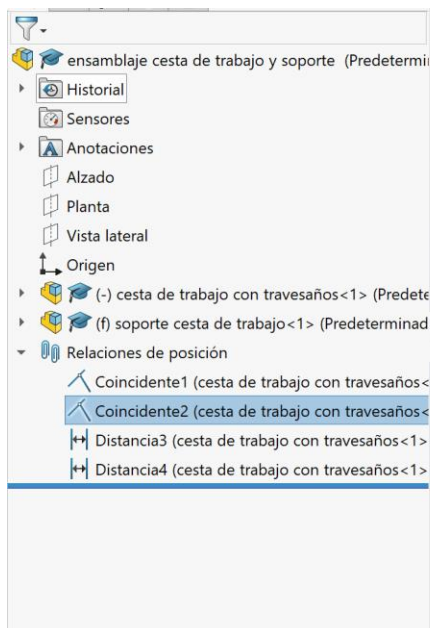 ensamblaje cesta de trabajo y soporte (Predetermi
Historial
Sensores
Anotaciones
Alzado
Planta
Vista lateral
Origen
(-) cesta de trabajo con travesaños<1> (Predete
(f) soporte cesta de trabajo<1> (Predeterminad
Relaciones de posición
Coincidente1 (cesta de trabajo con travesaños<
Coincidente2 (cesta de trabajo con travesaños<
Distancia3 (cesta de trabajo con travesaños<1>
Distancia4 (cesta de trabajo con travesaños<1>